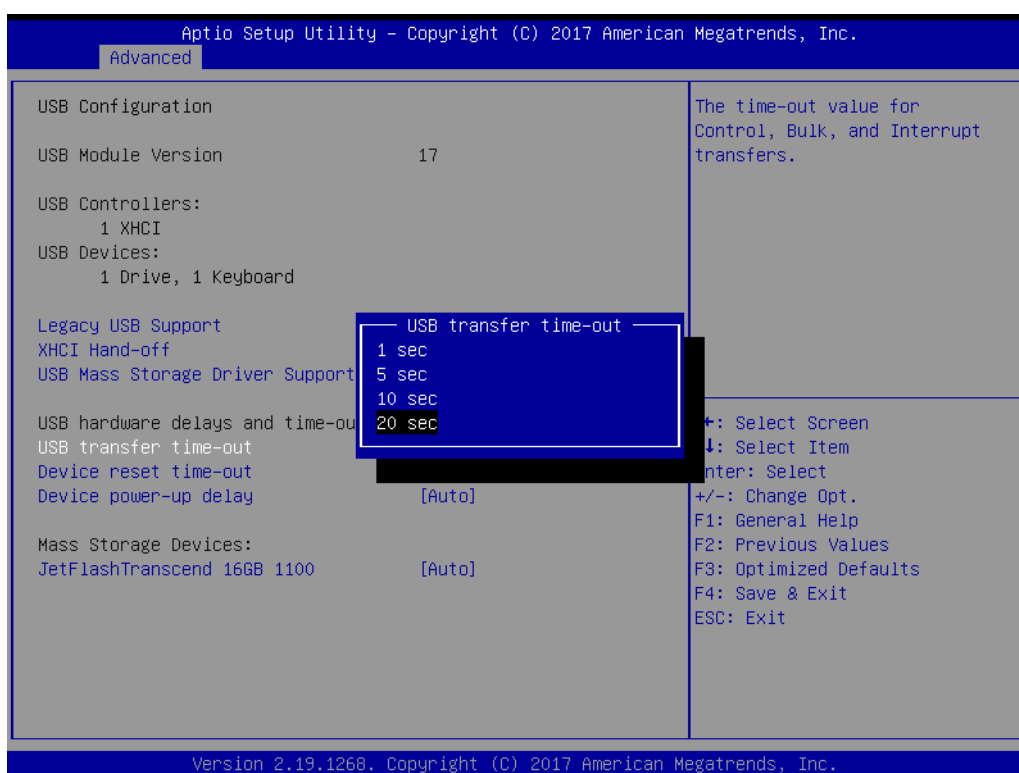 Aptio Setup Utility – Copyright (C) 2017 American Megatrends, Inc.
Advanced
USB Configuration
USB Module Version 17
USB Controllers:
1 XHCI
USB Devices:
1 Drive, 1 Keyboard
Legacy USB Support
XHCI Hand-off
USB Mass Storage Driver Support
USB hardware delays and
USB transfer time-out
Device reset time-out
Device power-up delay [Auto]
Mass Storage Devices:
JetFlashTranscend 16GB 1100 [Auto]
USB transfer time-out
1 sec
5 sec
10 sec
20 sec
The time-out value for
Control, Bulk, and Interrupt
transfers.
: Select Screen
: Select Item
: Select
+/-: Change Opt.
F1: General Help
F2: Previous Values
F3: Optimized Defaults
F4: Save & Exit
ESC: Exit
Version 2.19.1268. Copyright (C) 2017 American Megatrends, Inc.